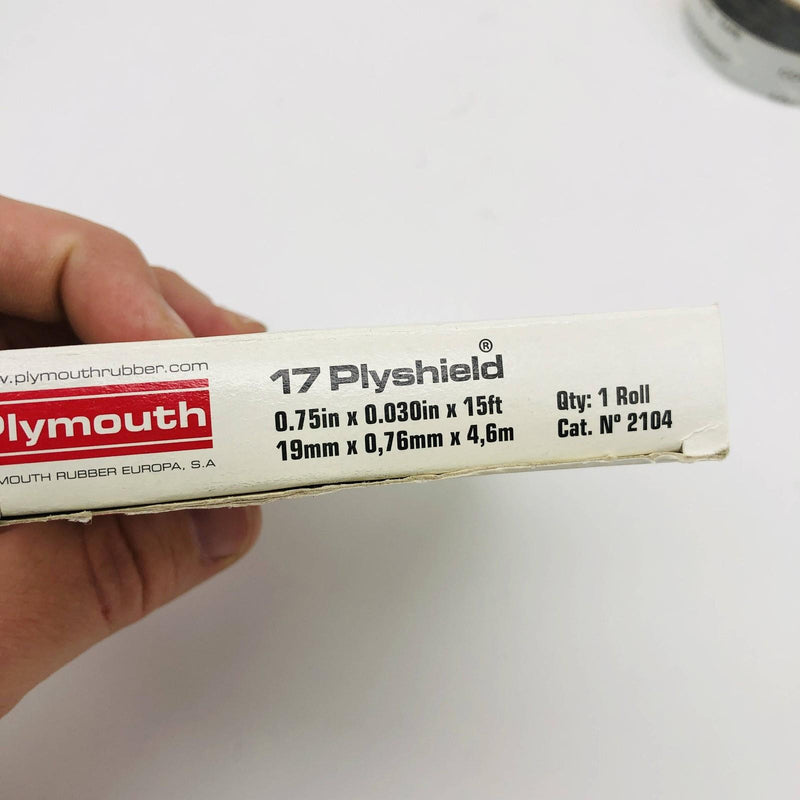 w.plymouthrubber.com
Plymouth
MOUTH RUBBER EUROPA, S.A
17 Plyshield®
0.75in x 0.030in x 15ft
19mm x 0,76mm x 4,6m
Qty: 1 Roll
Cat. Nº 2104